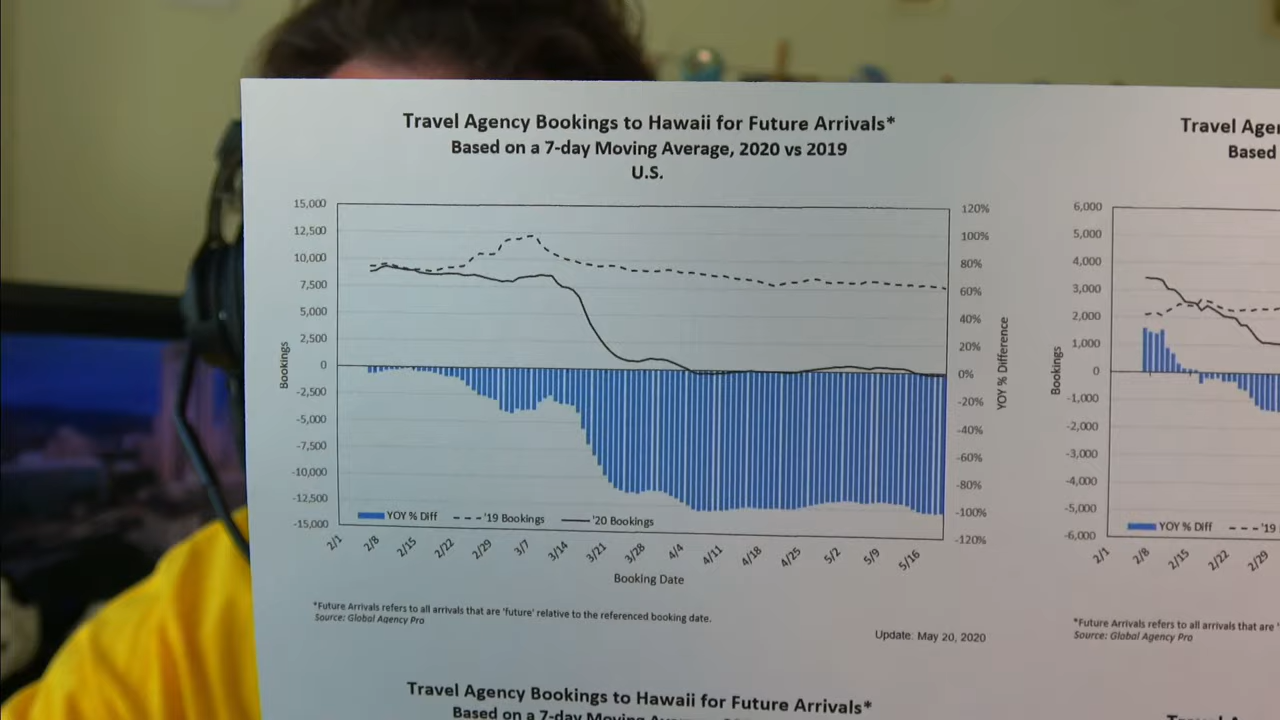 Travel Agency Bookings to Hawaii for Future Arrivals*
Based on a 7-day Moving Average, 2020 vs 2019
U.S.
15,000
12,500
10,000
7,500
5,000
2,500
0
-2,500
-5,000
-7,500
-10,000
-12,500
-15,000
Bookings
120%
100%
80%
60%
40%
20%
0%
-20%
-40%
-60%
-80%
-100%
-120%
YOY % Difference
YOY % Diff '19 Bookings '20 Bookings
2/1 2/8 2/15 2/22 2/29 3/7 3/14 3/21 3/28 4/4 4/11 4/18 4/25 5/2 5/9 5/16
Booking Date
*Future Arrivals refers to all arrivals that are 'future' relative to the referenced booking date.
Source: Global Agency Pro
Update: May 20, 2020
Travel Agen
Based
6,000
5,000
4,000
3,000
2,000
1,000
0
-1,000
-2,000
-3,000
-4,000
-5,000
-6,000
Bookings
YOY % Diff '19
2/1 2/8 2/15 2/22 2/29
*Future Arrivals refers to all arrivals that are '
Source: Global Agency Pro
Travel Agency Bookings to Hawaii for Future Arrivals*
Based on a 7-day Moving